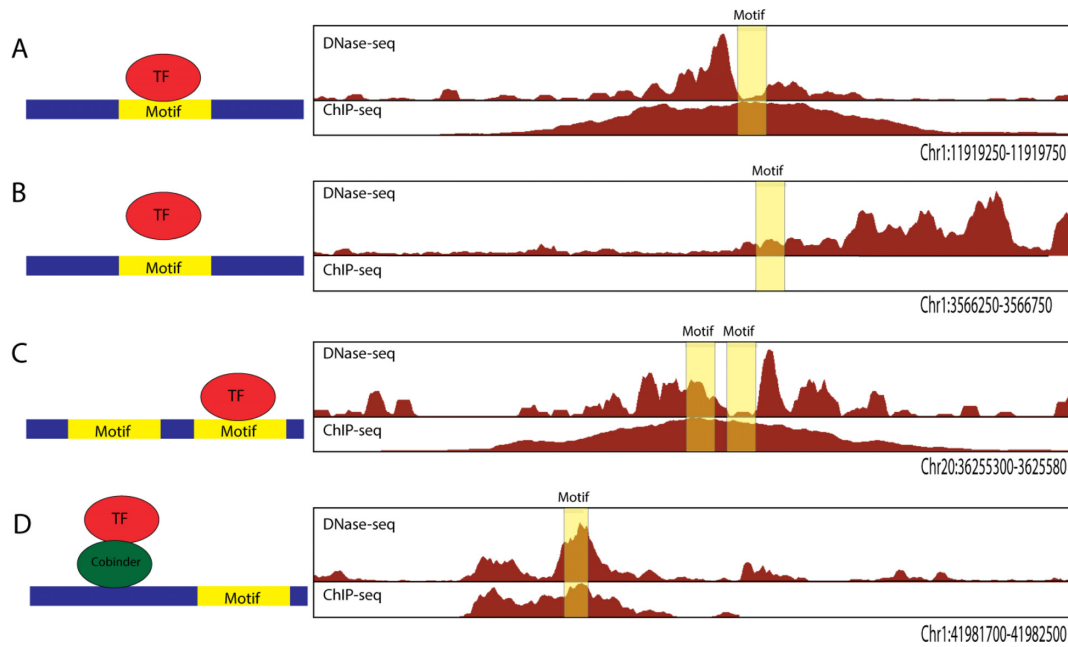 A
TF
Motif
Motif
DNase-seq
ChIP-seq
Chr1:11919250-11919750
B
TF
Motif
Motif
DNase-seq
ChIP-seq
Chr1:3566250-3566750
C
TF
Motif
Motif
Motif Motif
DNase-seq
ChIP-seq
Chr20:36255300-3625580
D
TF
Cobinder
Motif
Motif
DNase-seq
ChIP-seq
Chr1:41981700-41982500